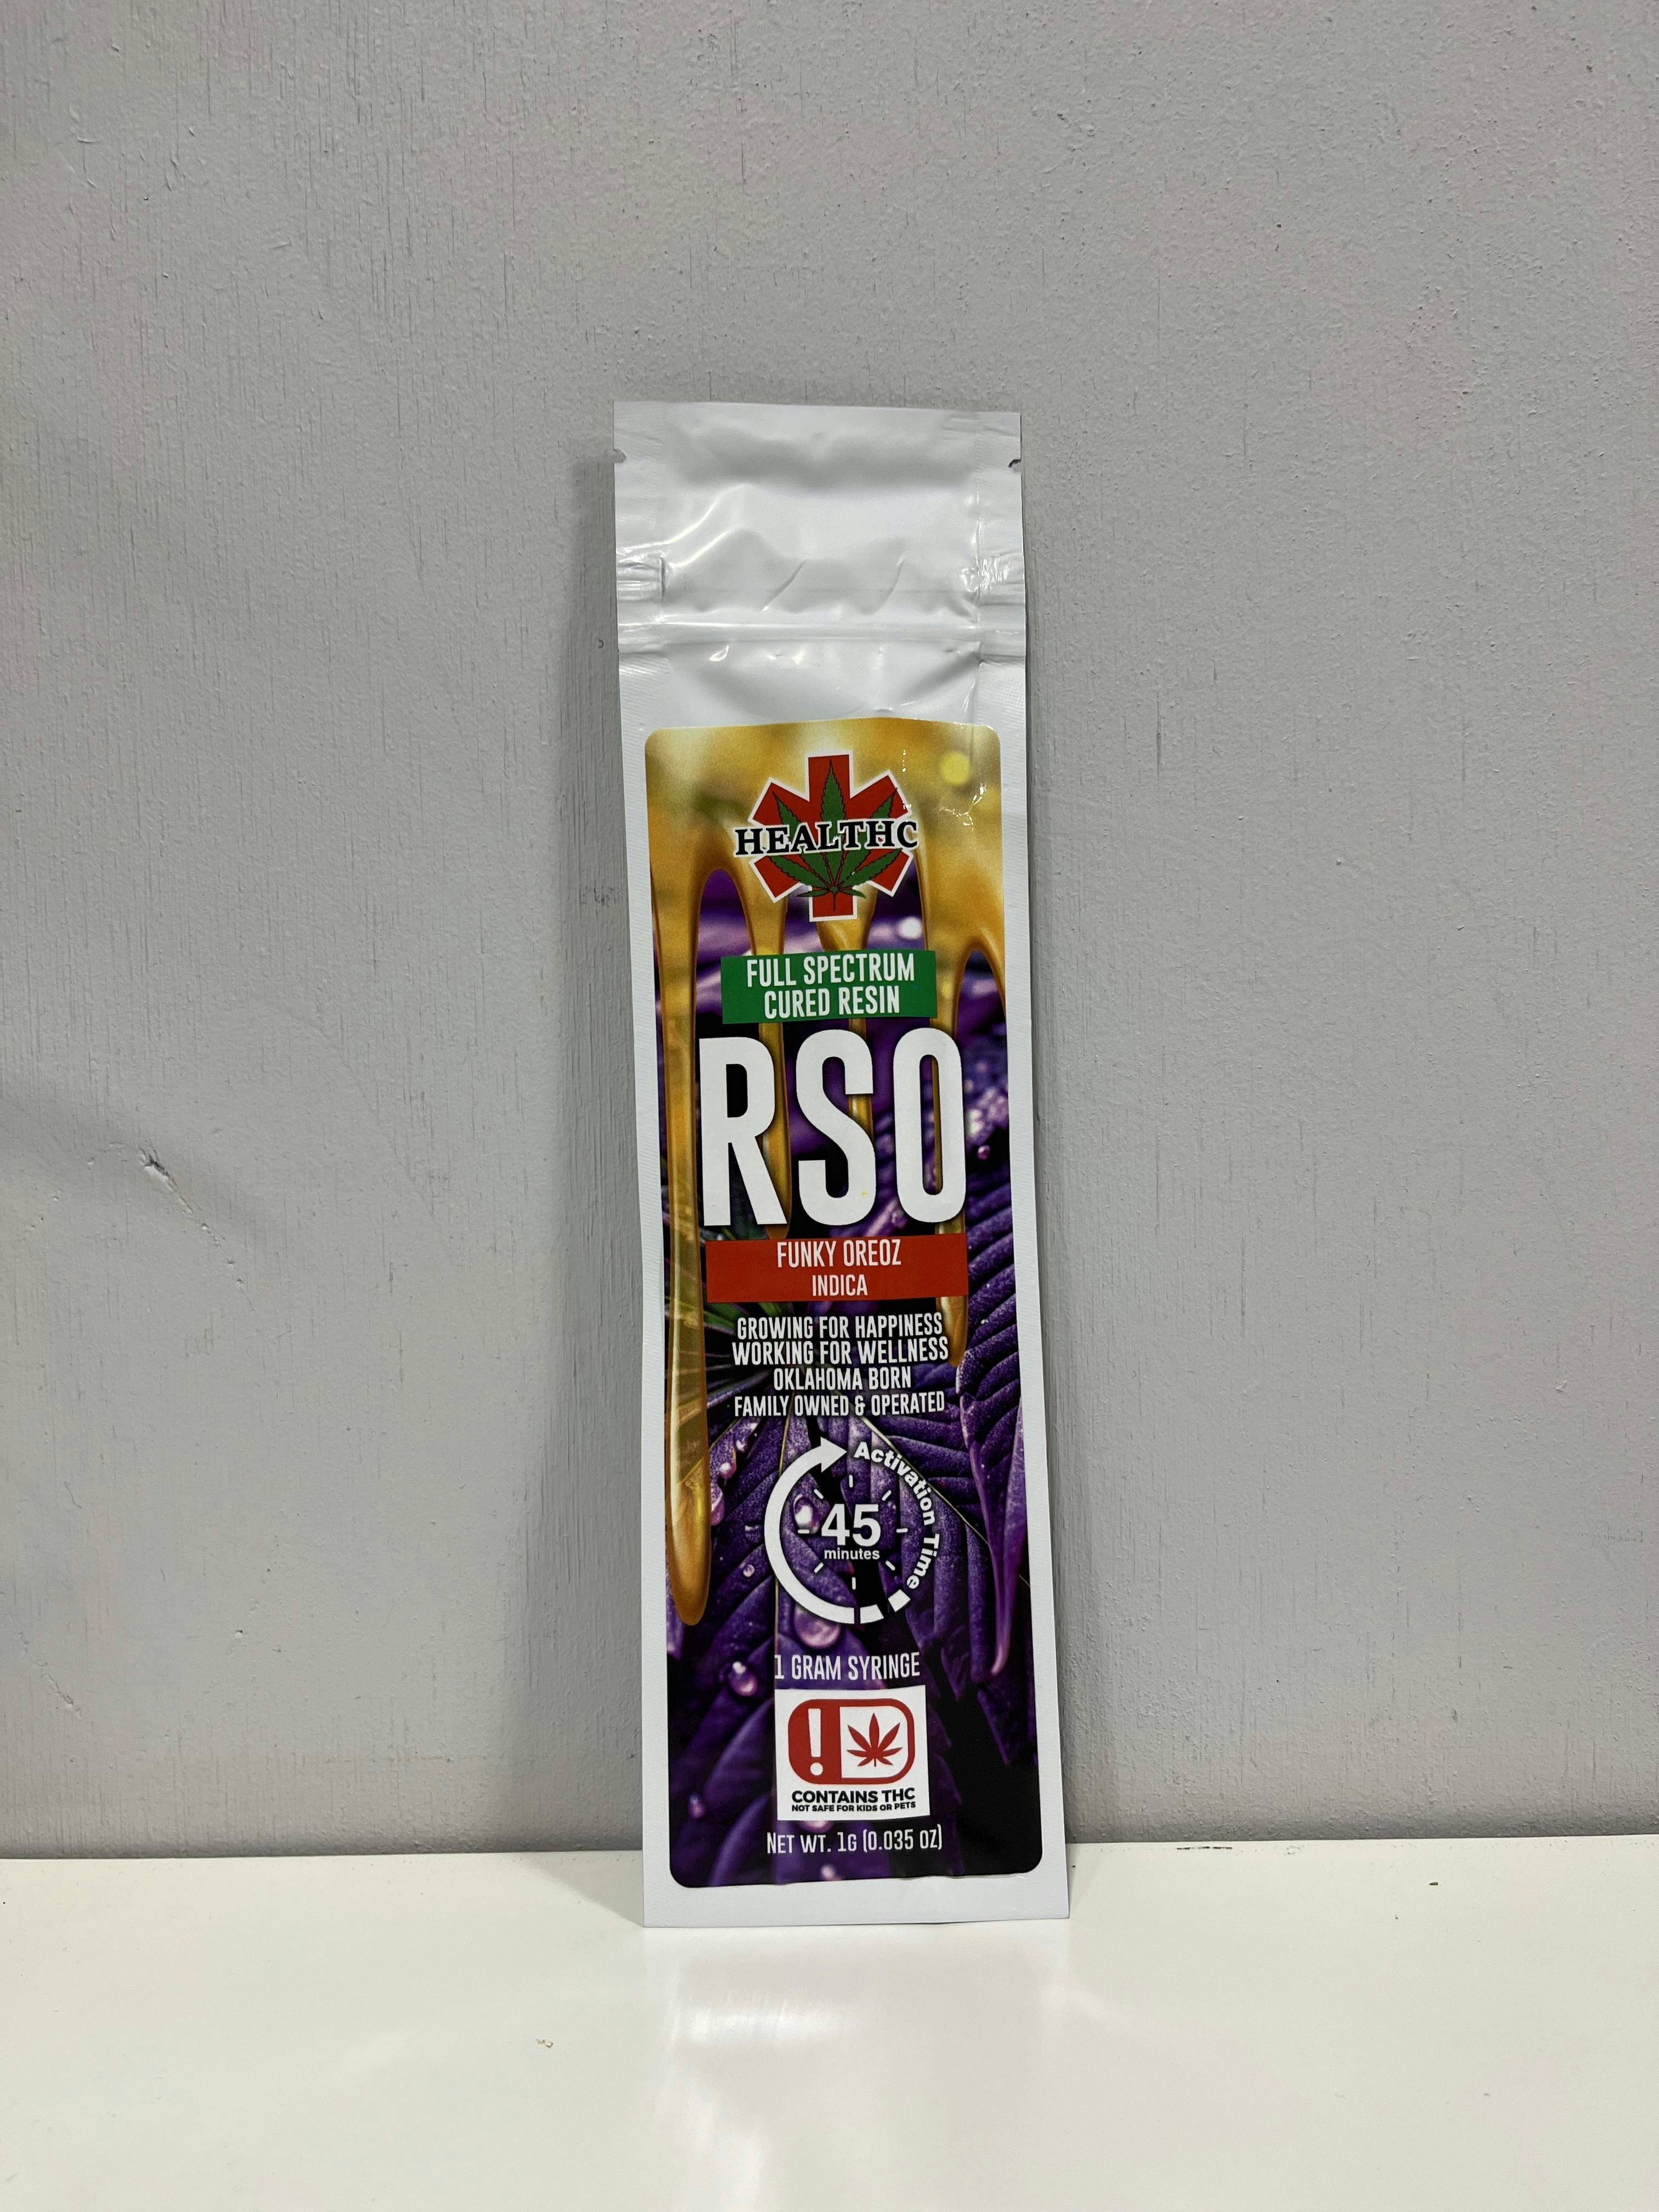 HEALTHC
FULL SPECTRUM
CURED RESIN
RSO
FUNKY OREOZ
INDICA
GROWING FOR HAPPINESS
WORKING FOR WELLNESS
OKLAHOMA BORN
FAMILY OWNED & OPERATED
Activation Time
45
minutes
1 GRAM SYRINGE
!
CONTAINS THC
NOT SAFE FOR KIDS OR PETS
NET WT. 1G (0.035 OZ)